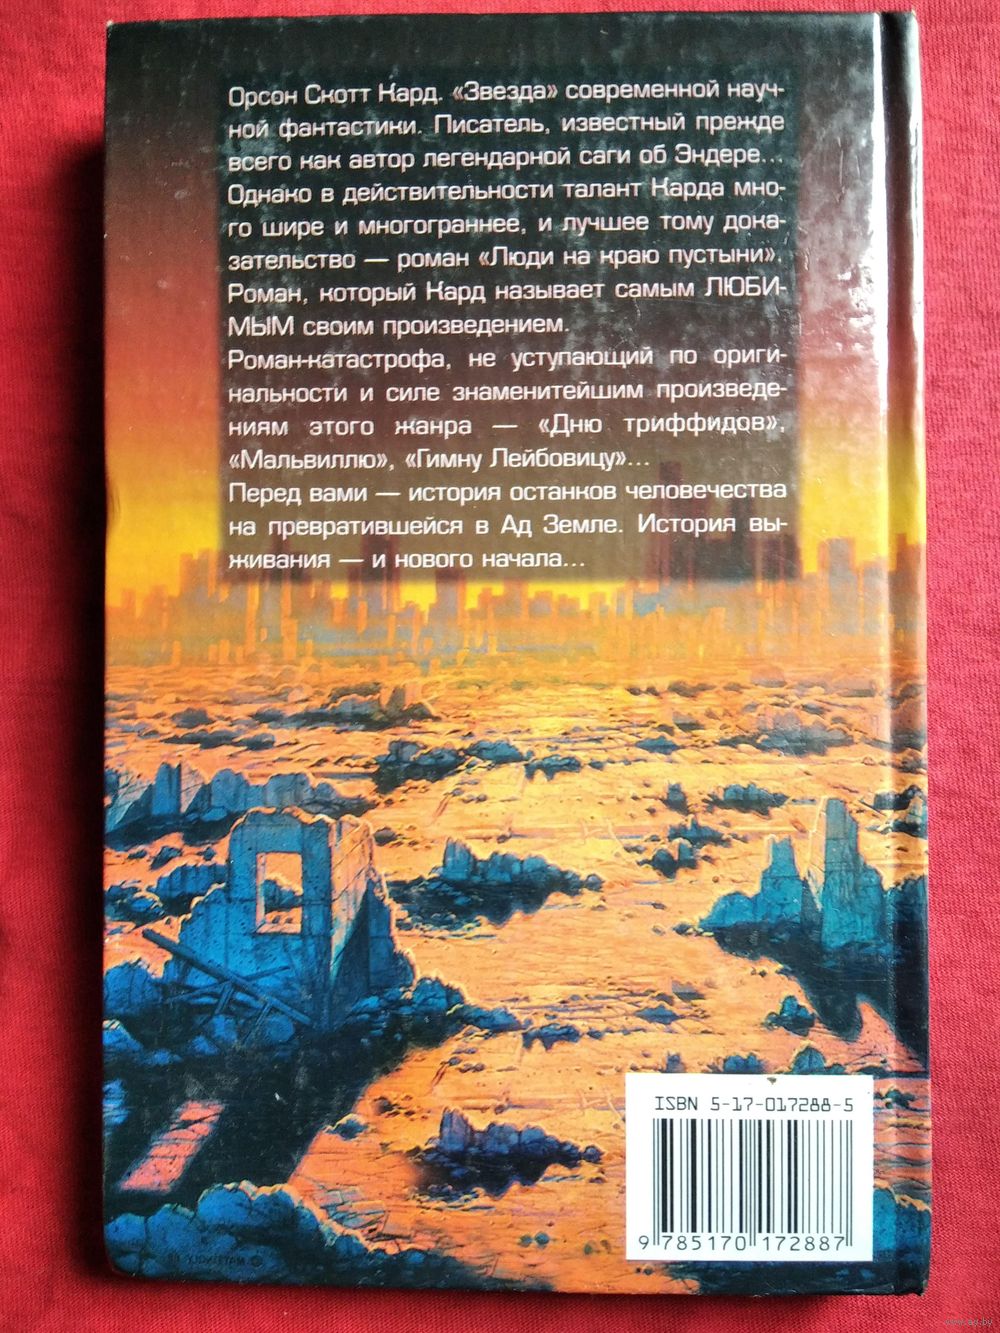 Орсон Скотт Кард. «Звезда» современной науч-
ной фантастики. Писатель, известный прежде
всего как автор легендарной саги об Эндере...
Однако в действительности талант Карда мно-
го шире и многограннее, и лучшее тому дока-
зательство — роман «Люди на краю пустыни».
Роман, который Кард называет самым ЛЮБИ-
МЫМ своим произведением.
Роман-катастрофа, не уступающий по ориги-
нальности и силе знаменитейшим произведе-
ниям этого жанра — «Дню триффидов»,
«Мальвиллю», «Гимну Лейбовицу»...
Перед вами — история останков человечества
на превратившейся в Ад Земле. История вы-
живания — и нового начала...
ISBN 5-17-017288-5
9 785170 172887
www.ay.by